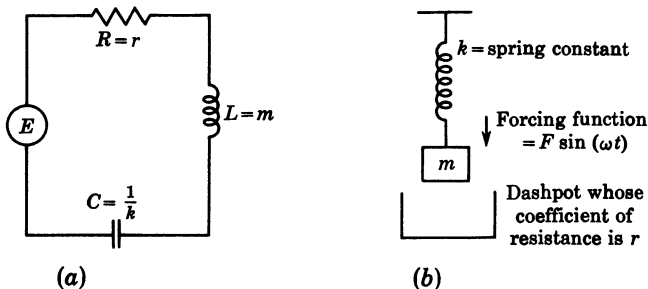 R = r
E
L = m
C = 1/k
(a)
k = spring constant
Forcing function
= F sin (ωt)
m
Dashpot whose
coefficient of
resistance is r
(b)